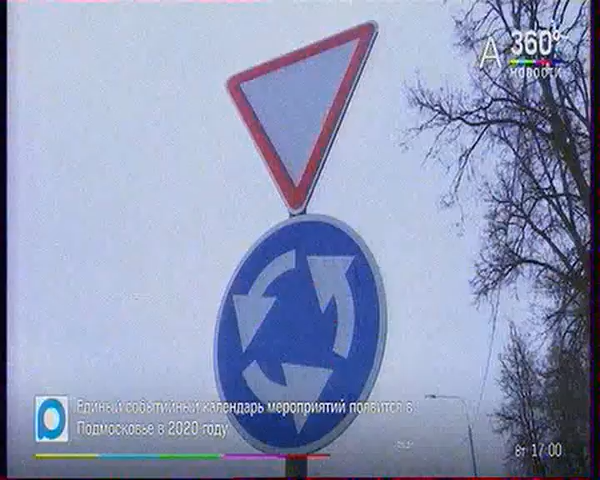 А
360°
НОВОСТИ
Единый событийный календарь мероприятий появится в
Подмосковье в 2020 году
Вт 17:00